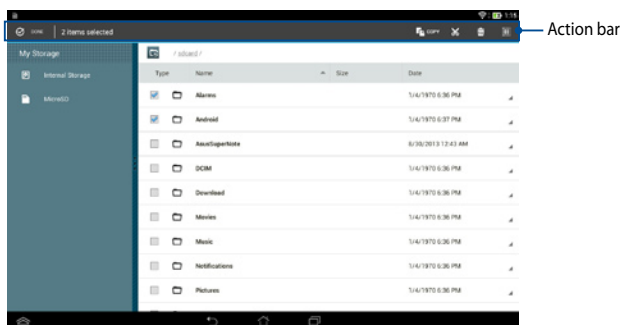 1:15
DONE 2 items selected COPY
Action bar
My Storage
/ sdcard /
Internal Storage
MicroSD
Type Name Size Date
Alarms 1/4/1970 6:36 PM
Android 1/4/1970 6:37 PM
AsusSuperNote 8/30/2013 12:43 AM
DCIM 1/4/1970 6:36 PM
Download 1/4/1970 6:36 PM
Movies 1/4/1970 6:36 PM
Music 1/4/1970 6:36 PM
Notifications 1/4/1970 6:36 PM
Pictures 1/4/1970 6:36 PM